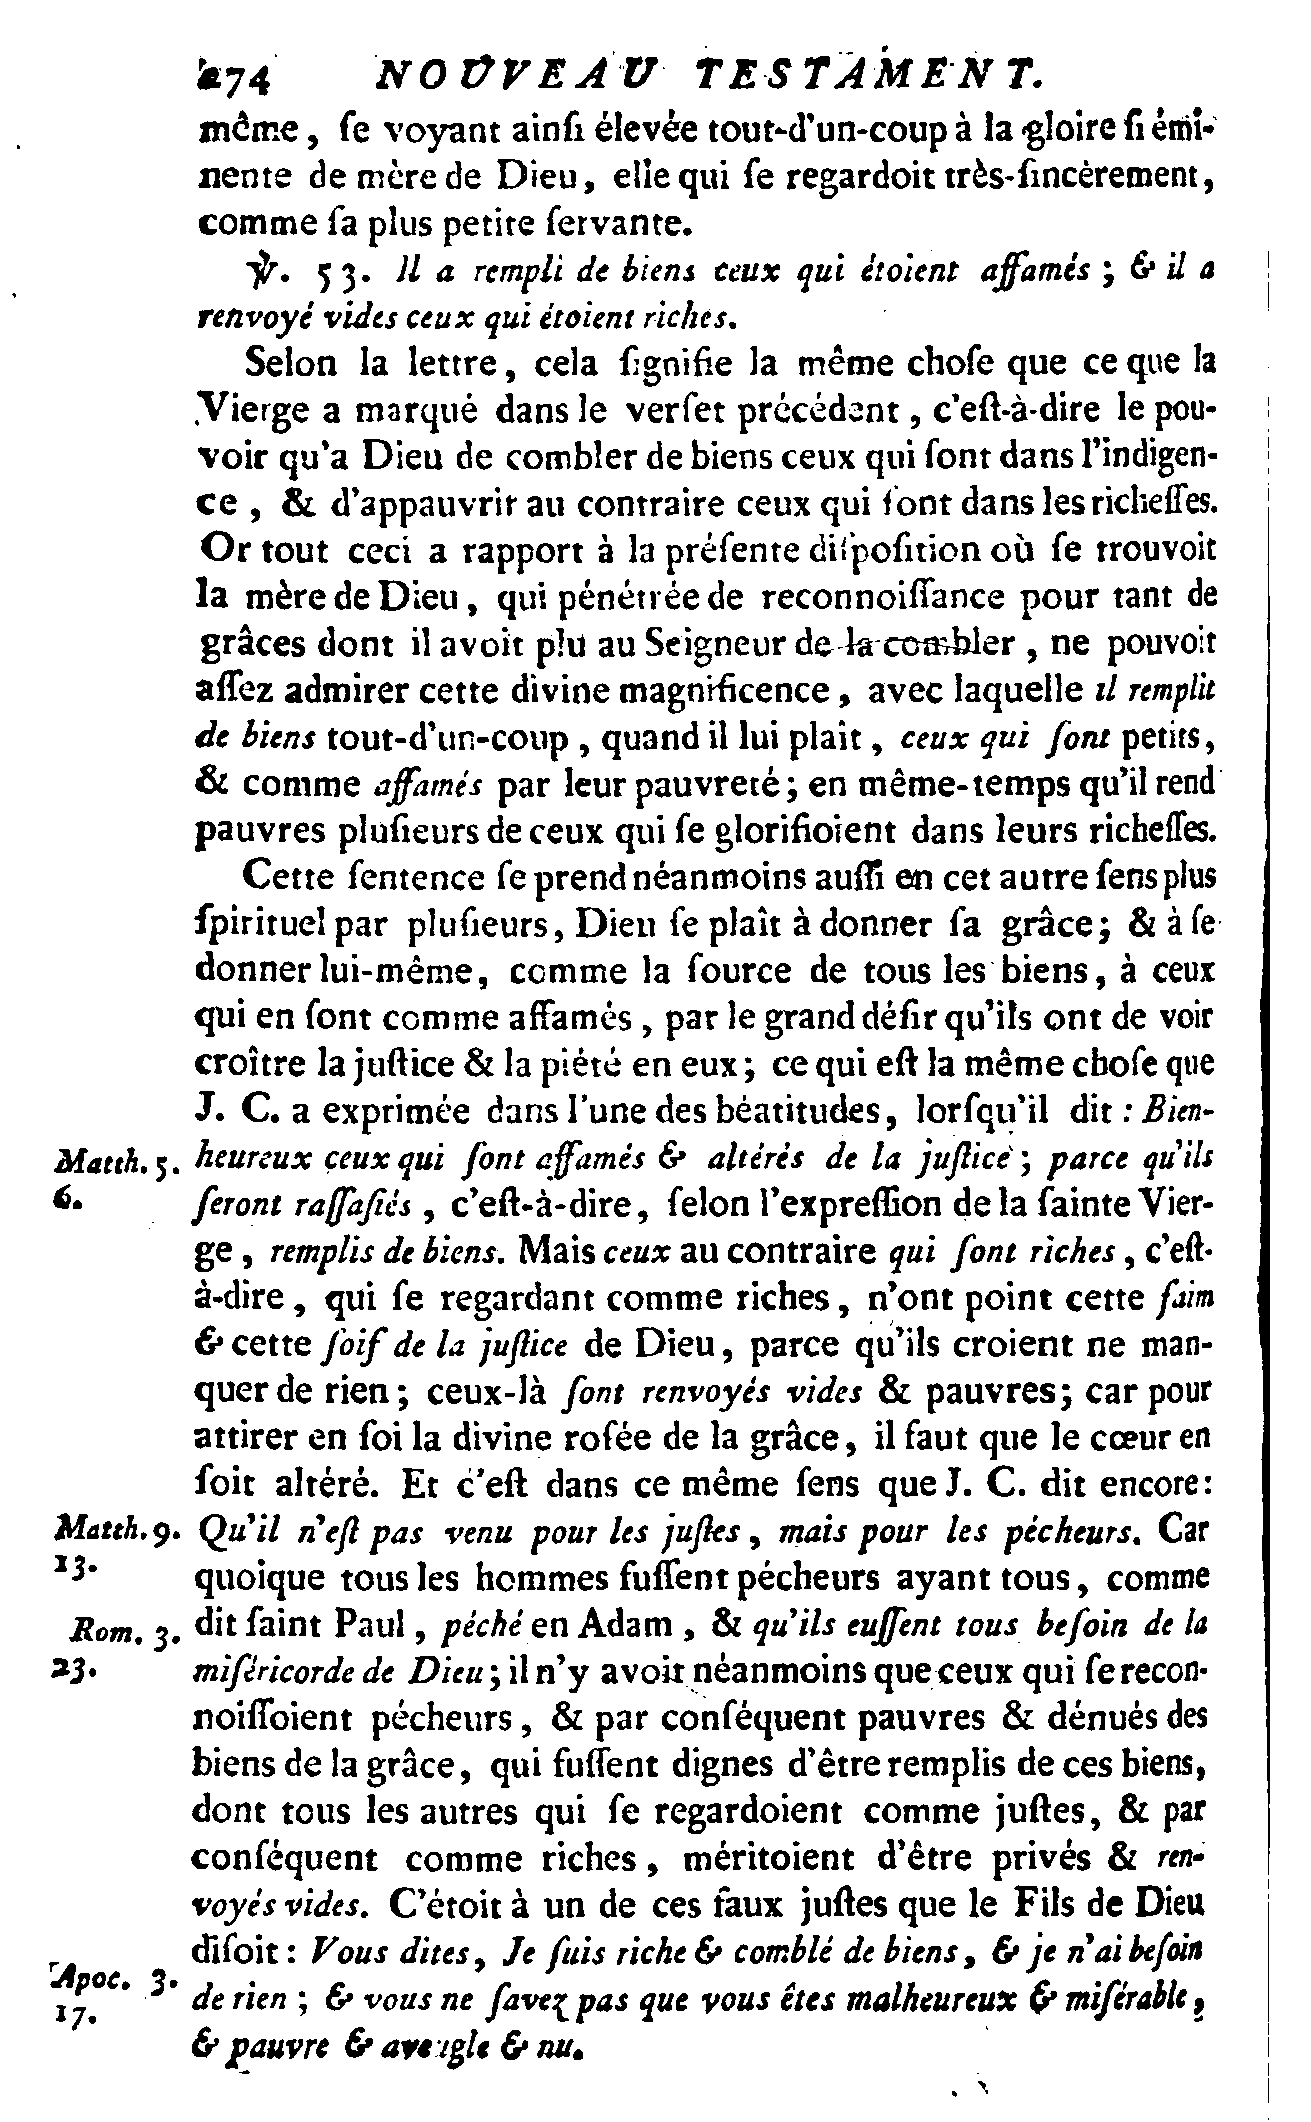 274 NOUVEAU TESTAMENT.
même, ſe voyant ainſi élevée tout-d'un-coup à la gloire ſi émi-
nente de mère de Dieu, elle qui ſe regardoit très-ſincèrement,
comme ſa plus petite ſervante.
℣. 53. Il a rempli de biens ceux qui étoient affamés ; & il a
renvoyé vides ceux qui étoient riches.
Selon la lettre, cela ſignifie la même choſe que ce que la
Vierge a marqué dans le verſet précédent, c'eſt-à-dire le pou-
voir qu'a Dieu de combler de biens ceux qui ſont dans l'indigen-
ce, & d'appauvrir au contraire ceux qui ſont dans les richeſſes.
Or tout ceci a rapport à la préſente diſpoſition où ſe trouvoit
la mère de Dieu, qui pénétrée de reconnoiſſance pour tant de
grâces dont il avoit plu au Seigneur de la combler, ne pouvoit
aſſez admirer cette divine magnificence, avec laquelle il remplit
de biens tout-d'un-coup, quand il lui plaît, ceux qui ſont petits,
& comme affamés par leur pauvreté; en même-temps qu'il rend
pauvres pluſieurs de ceux qui ſe glorifioient dans leurs richeſſes.
Cette ſentence ſe prend néanmoins auſſi en cet autre ſens plus
ſpirituel par pluſieurs, Dieu ſe plaît à donner ſa grâce; & à ſe
donner lui-même, comme la ſource de tous les biens, à ceux
qui en ſont comme affamés, par le grand déſir qu'ils ont de voir
croître la juſtice & la piété en eux; ce qui eſt la même choſe que
J. C. a exprimée dans l'une des béatitudes, lorſqu'il dit : Bien-
Matth. 5. heureux ceux qui ſont affamés & altérés de la juſtice ; parce qu'ils
6. ſeront raſſaſiés, c'eſt-à-dire, ſelon l'expreſſion de la ſainte Vier-
ge, remplis de biens. Mais ceux au contraire qui ſont riches, c'eſt-
à-dire, qui ſe regardant comme riches, n'ont point cette faim
& cette ſoif de la juſtice de Dieu, parce qu'ils croient ne man-
quer de rien; ceux-là ſont renvoyés vides & pauvres; car pour
attirer en ſoi la divine roſée de la grâce, il faut que le cœur en
ſoit altéré. Et c'eſt dans ce même ſens que J. C. dit encore:
Matth. 9. Qu'il n'eſt pas venu pour les juſtes, mais pour les pécheurs. Car
13. quoique tous les hommes fuſſent pécheurs ayant tous, comme
Rom. 3. dit ſaint Paul, péché en Adam, & qu'ils euſſent tous beſoin de la
23. miſéricorde de Dieu; il n'y avoit néanmoins que ceux qui ſe recon-
noiſſoient pécheurs, & par conſéquent pauvres & dénués des
biens de la grâce, qui fuſſent dignes d'être remplis de ces biens,
dont tous les autres qui ſe regardoient comme juſtes, & par
conſéquent comme riches, méritoient d'être privés & ren-
voyés vides. C'étoit à un de ces faux juſtes que le Fils de Dieu
diſoit : Vous dites, Je ſuis riche & comblé de biens, & je n'ai beſoin
Apoc. 3. de rien ; & vous ne ſavez pas que vous êtes malheureux & miſérable,
17. & pauvre & aveugle & nu.